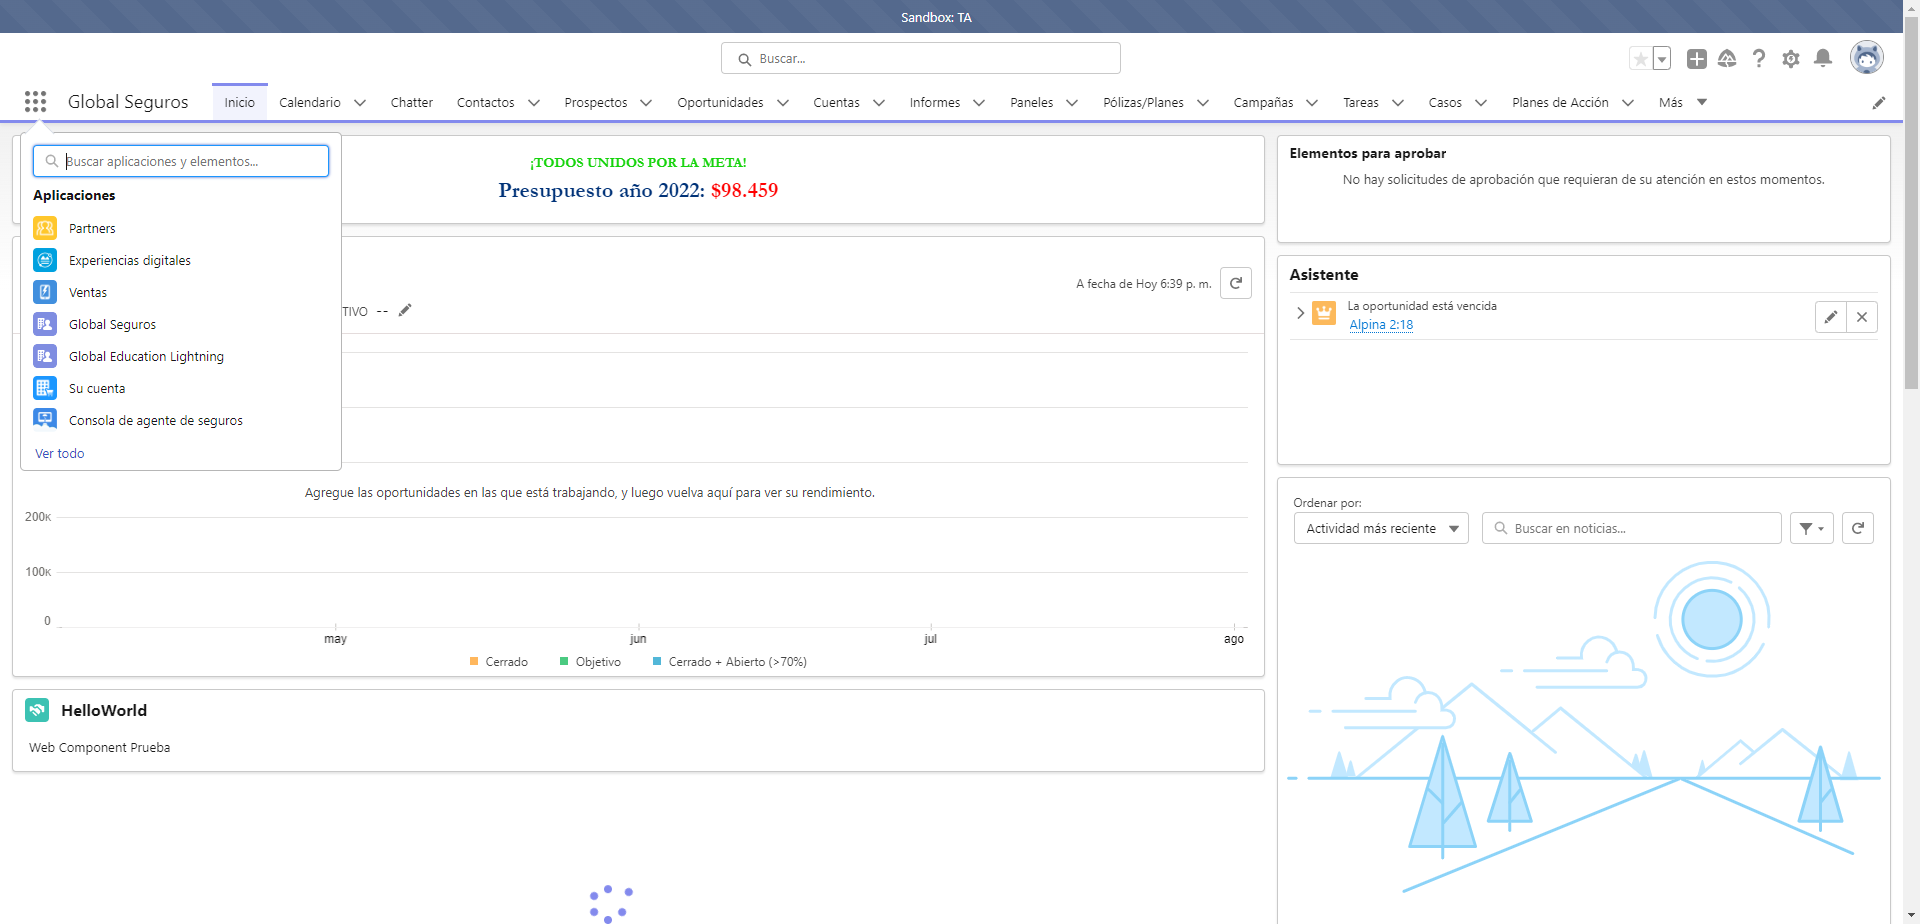 Sandbox: TA
Buscar...
Global Seguros
Inicio
Calendario
Chatter
Contactos
Prospectos
Oportunidades
Cuentas
Informes
Paneles
Pólizas/Planes
Campañas
Tareas
Casos
Planes de Acción
Más
Buscar aplicaciones y elementos...
Aplicaciones
Partners
Experiencias digitales
Ventas
Global Seguros
Global Education Lightning
Su cuenta
Consola de agente de seguros
Ver todo
¡TODOS UNIDOS POR LA META!
Presupuesto año 2022: $98.459
A fecha de Hoy 6:39 p. m.
TIVO --
Agregue las oportunidades en las que está trabajando, y luego vuelva aquí para ver su rendimiento.
200K
100K
0
may
jun
jul
ago
Cerrado
Objetivo
Cerrado + Abierto (>70%)
HelloWorld
Web Component Prueba
Elementos para aprobar
No hay solicitudes de aprobación que requieran de su atención en estos momentos.
Asistente
La oportunidad está vencida
Alpina 2:18
Ordenar por:
Actividad más reciente
Buscar en noticias...